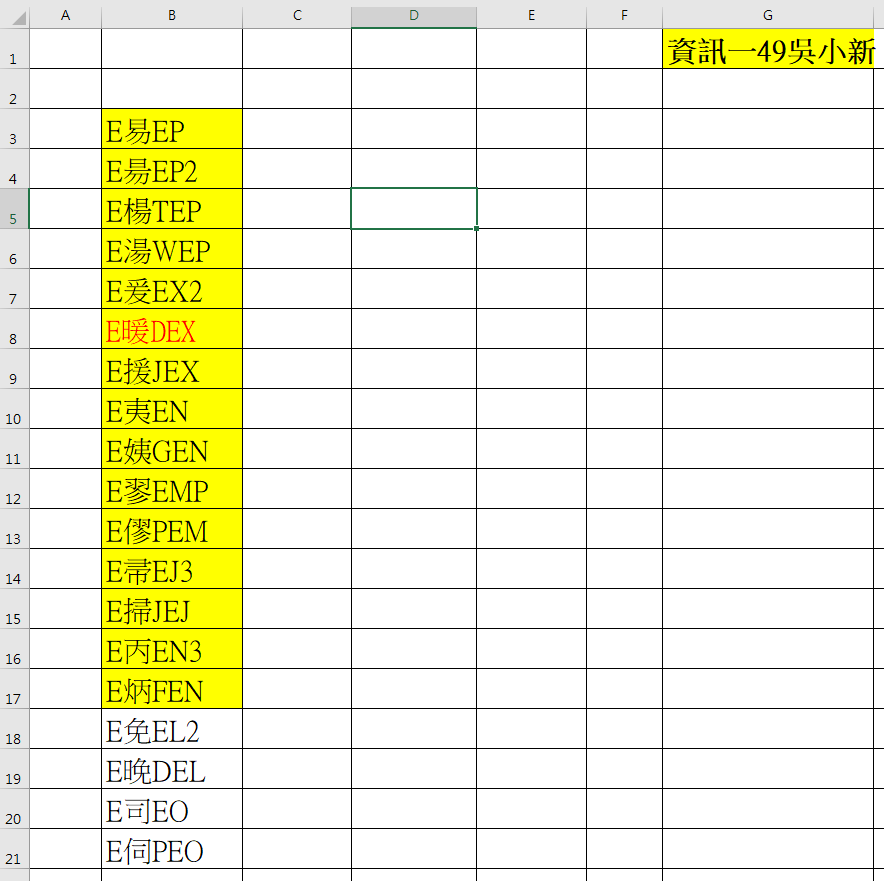 A B C D E F G
1 資訊一49吳小新
2
3 E易EP
4 E昜EP2
5 E楊TEP
6 E湯WEP
7 E爰EX2
8 E暖DEX
9 E援JEX
10 E夷EN
11 E姨GEN
12 E翏EMP
13 E僇PEM
14 E帚EJ3
15 E掃JEJ
16 E丙EN3
17 E炳FEN
18 E免EL2
19 E晚DEL
20 E司EO
21 E伺PEO